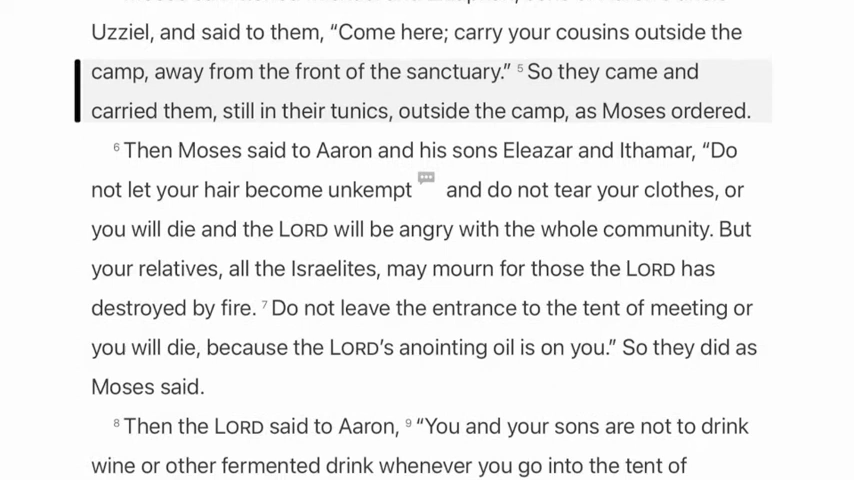 Uzziel, and said to them, “Come here; carry your cousins outside the
camp, away from the front of the sanctuary.” 5 So they came and
carried them, still in their tunics, outside the camp, as Moses ordered.
6 Then Moses said to Aaron and his sons Eleazar and Ithamar, “Do
not let your hair become unkempt and do not tear your clothes, or
you will die and the LORD will be angry with the whole community. But
your relatives, all the Israelites, may mourn for those the LORD has
destroyed by fire. 7 Do not leave the entrance to the tent of meeting or
you will die, because the LORD’s anointing oil is on you.” So they did as
Moses said.
8 Then the LORD said to Aaron, 9 “You and your sons are not to drink
wine or other fermented drink whenever you go into the tent of